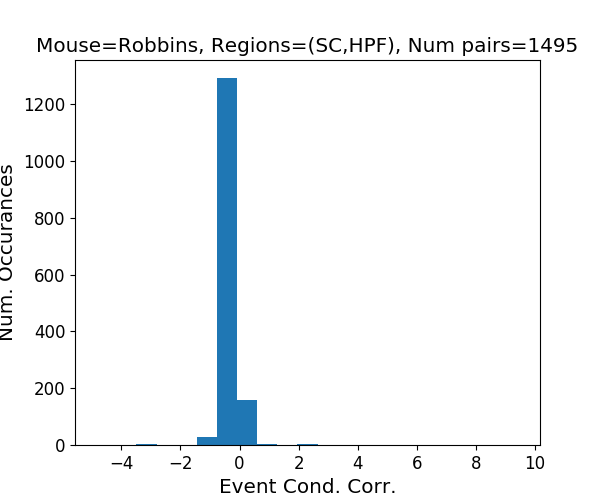 Mouse=Robbins, Regions=(SC,HPF), Num pairs=1495
Num. Occurances
1200
1000
800
600
400
200
0
−4 −2 0 2 4 6 8 10
Event Cond. Corr.